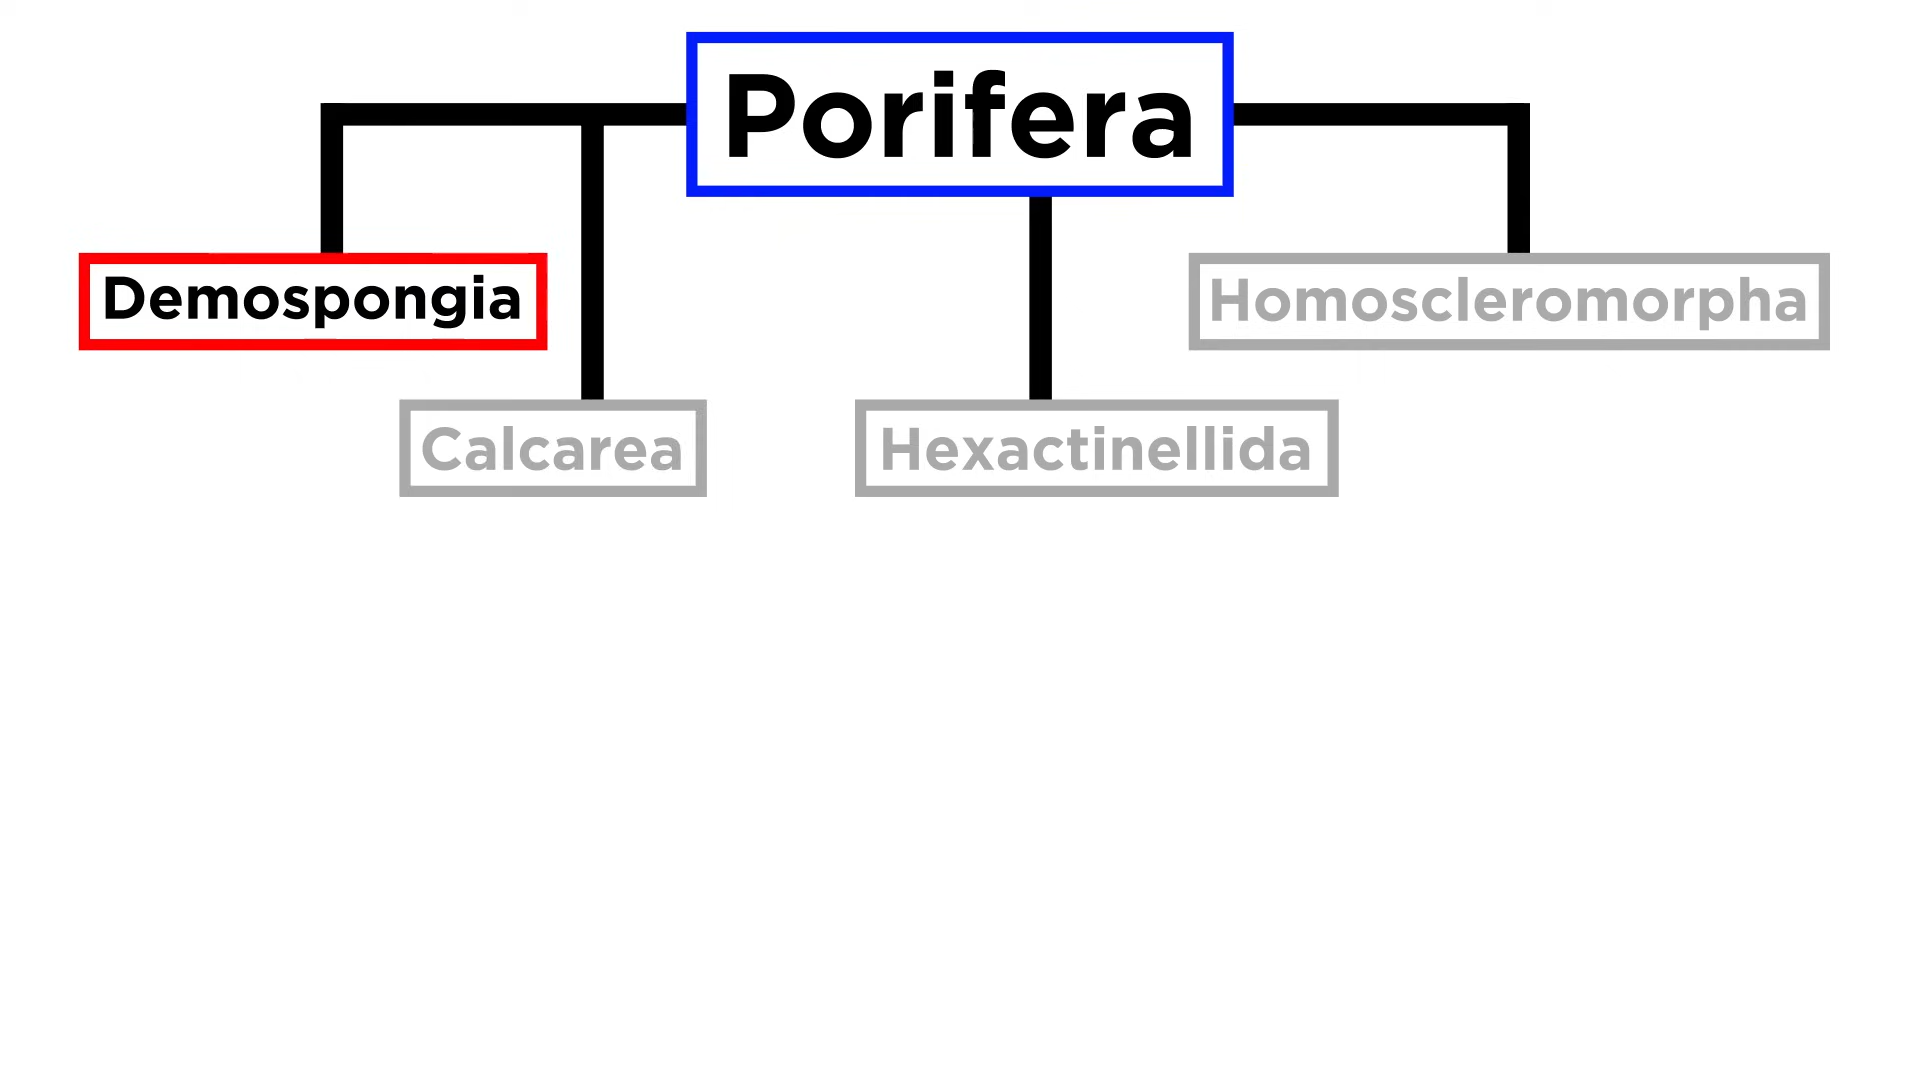 Porifera
Demospongia
Homoscleromorpha
Calcarea
Hexactinellida